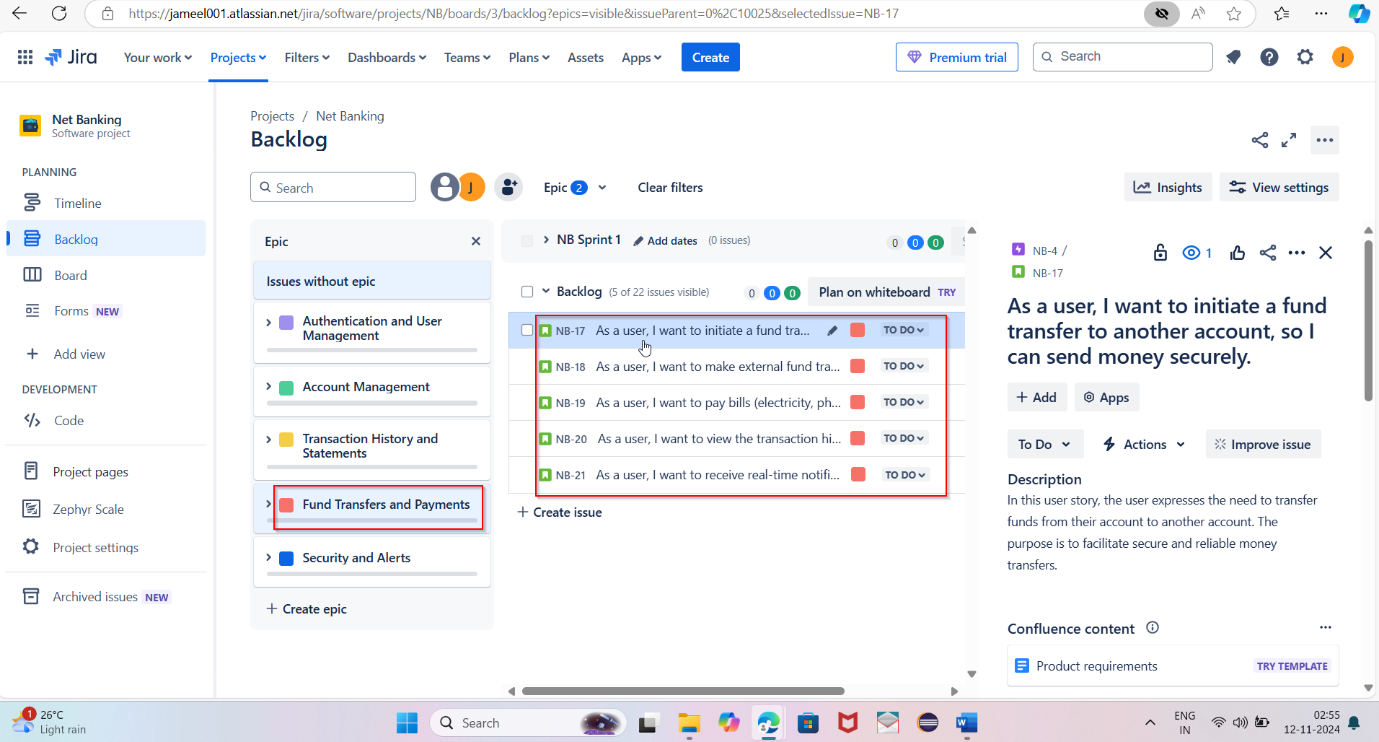 https://jameel001.atlassian.net/jira/software/projects/NB/boards/3/backlog?epics=visible&issueParent=0%2C10025&selectedIssue=NB-17
Jira
Your work
Projects
Filters
Dashboards
Teams
Plans
Assets
Apps
Create
Premium trial
Search
J
Net Banking
Software project
PLANNING
Timeline
Backlog
Board
Forms NEW
Add view
DEVELOPMENT
Code
Project pages
Zephyr Scale
Project settings
Archived issues NEW
Projects / Net Banking
Backlog
Search
J
Epic 2
Clear filters
Insights
View settings
Epic
Issues without epic
Authentication and User
Management
Account Management
Transaction History and
Statements
Fund Transfers and Payments
Security and Alerts
Create epic
NB Sprint 1 Add dates (0 issues) 0 0 0
Backlog (5 of 22 issues visible) 0 0 0 Plan on whiteboard TRY
NB-17 As a user, I want to initiate a fund tra... TO DO
NB-18 As a user, I want to make external fund tra... TO DO
NB-19 As a user, I want to pay bills (electricity, ph... TO DO
NB-20 As a user, I want to view the transaction hi... TO DO
NB-21 As a user, I want to receive real-time notifi... TO DO
Create issue
NB-4 /
NB-17
1
As a user, I want to initiate a fund
transfer to another account, so I
can send money securely.
Add
Apps
To Do
Actions
Improve issue
Description
In this user story, the user expresses the need to transfer
funds from their account to another account. The
purpose is to facilitate secure and reliable money
transfers.
Confluence content
Product requirements TRY TEMPLATE
1
26°C
Light rain
Search
ENG
IN
02:55
12-11-2024